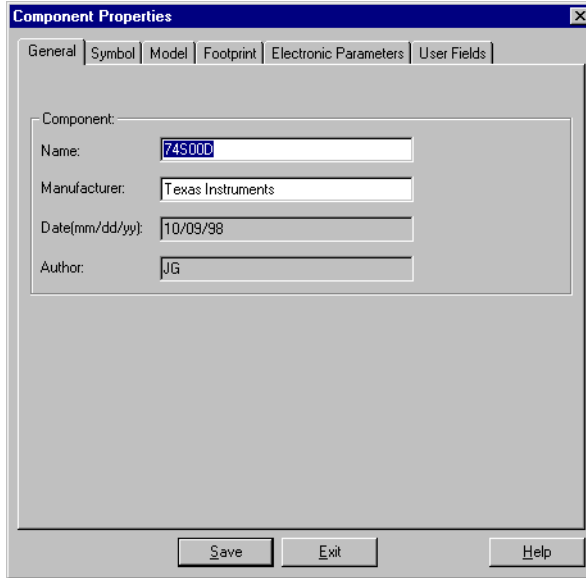 Component Properties
General Symbol Model Footprint Electronic Parameters User Fields
Component:
Name: 74S00D
Manufacturer: Texas Instruments
Date(mm/dd/yy): 10/09/98
Author: JG
Save Exit Help